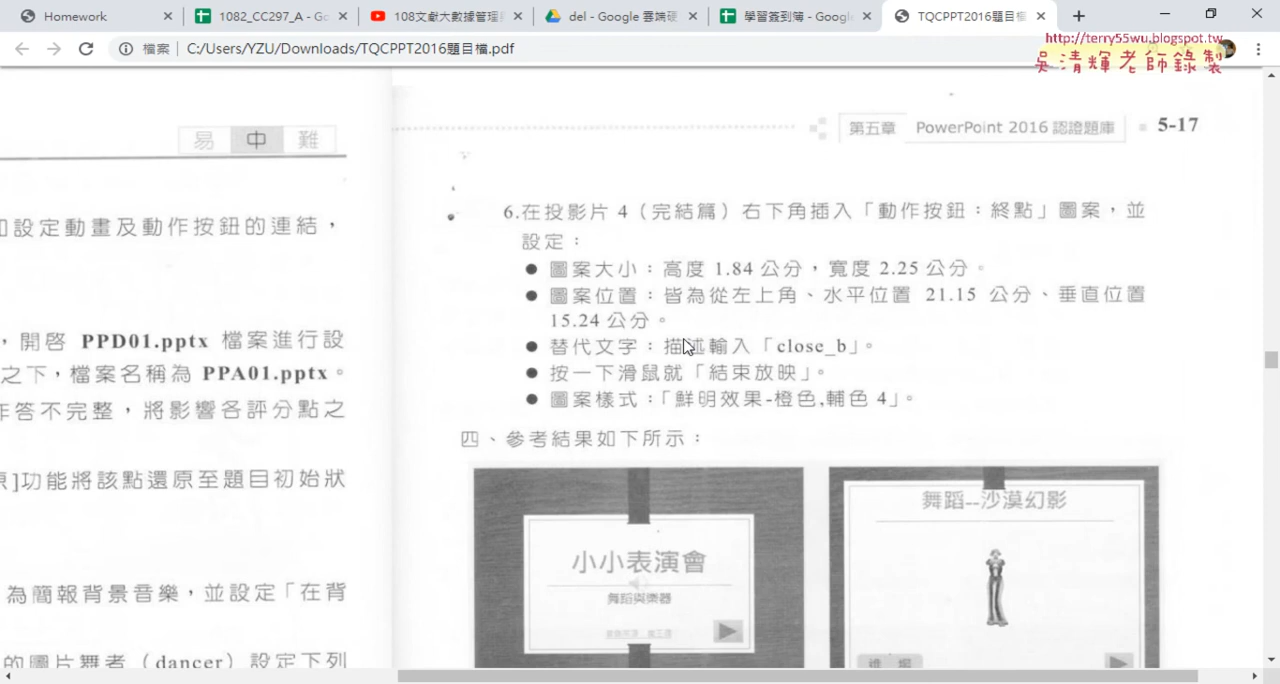 Homework
1082_CC297_A - Go
108文獻大數據管理
del - Google 雲端硬
學習簽到簿 - Google
TQCPPT2016題目檔
檔案
C:/Users/YZU/Downloads/TQCPPT2016題目檔.pdf
http://terry55wu.blogspot.tw
吳清輝老師錄製
易 中 難
設定動畫及動作按鈕的連結，
，開啟 PPD01.pptx 檔案進行設
之下，檔案名稱為 PPA01.pptx。
作答不完整，將影響各評分點之
]功能將該點還原至題目初始狀
為簡報背景音樂，並設定「在背
的圖片舞者（dancer）設定下列
第五章 PowerPoint 2016 認證題庫 5-17
6.在投影片 4（完結篇）右下角插入「動作按鈕：終點」圖案，並
設定：
● 圖案大小：高度 1.84 公分，寬度 2.25 公分。
● 圖案位置：皆為從左上角、水平位置 21.15 公分、垂直位置
15.24 公分。
● 替代文字：描述輸入「close_b」。
● 按一下滑鼠就「結束放映」。
● 圖案樣式：「鮮明效果-橙色,輔色 4」。
四、參考結果如下所示：
小小表演會
舞蹈與樂器
舞蹈--沙漠幻影